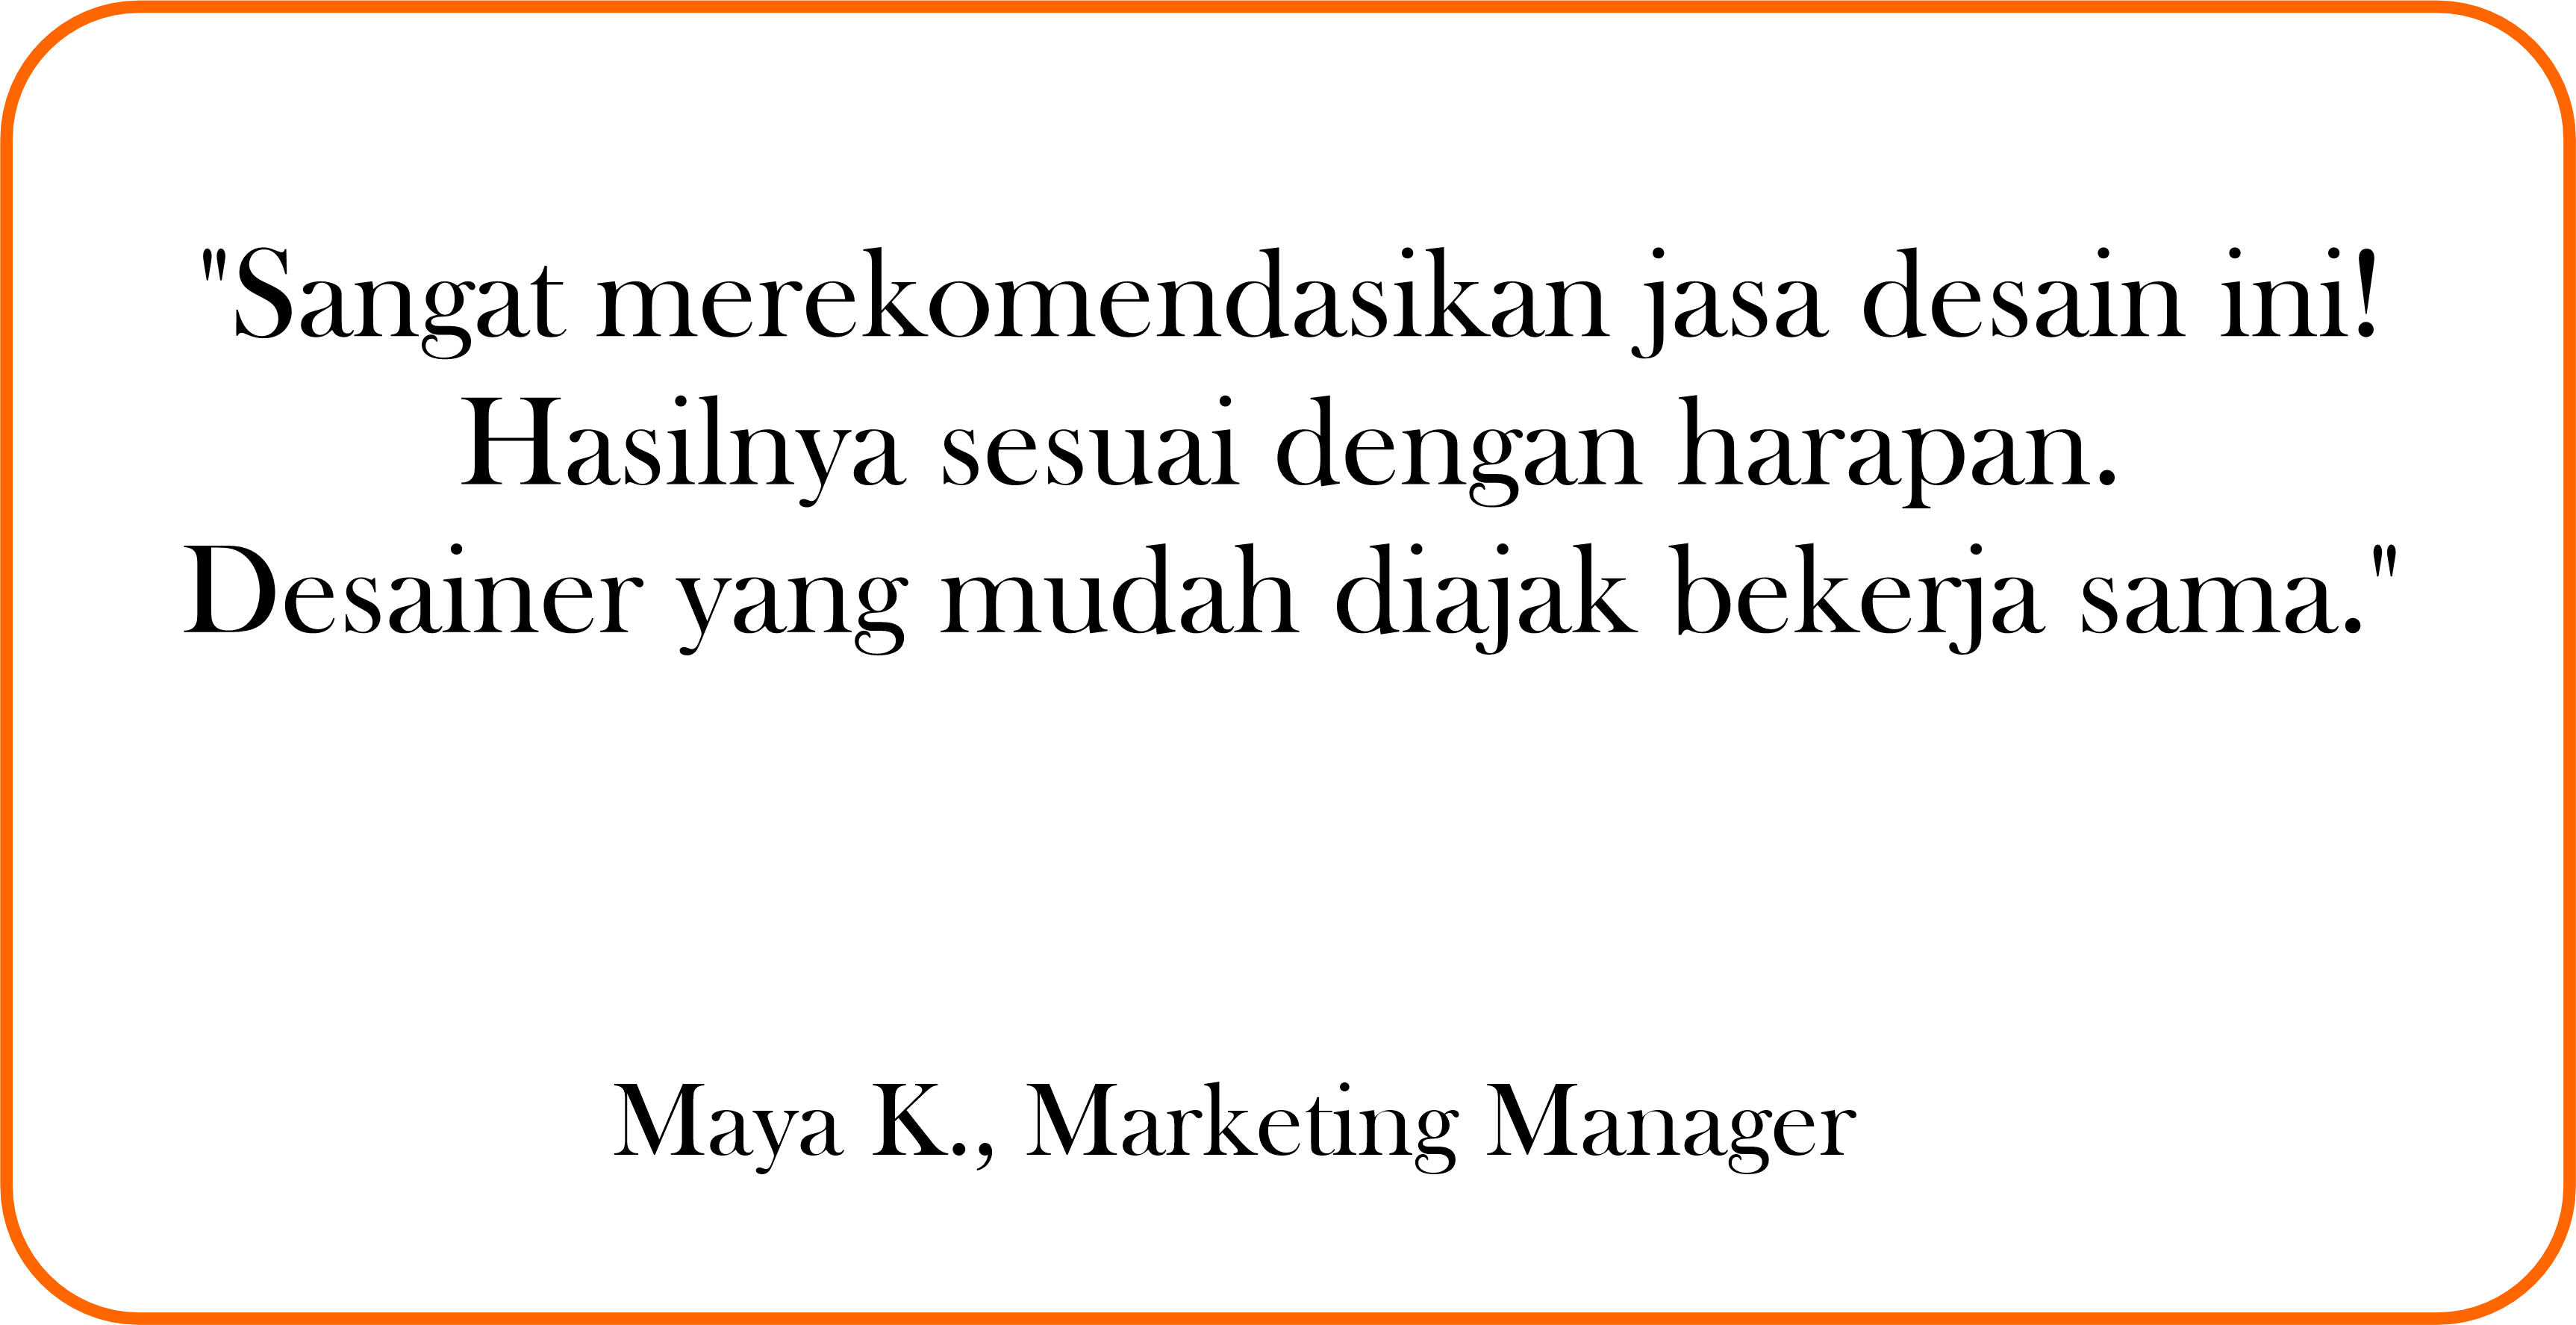 "Sangat merekomendasikan jasa desain ini!
Hasilnya sesuai dengan harapan.
Desainer yang mudah diajak bekerja sama."
Maya K., Marketing Manager